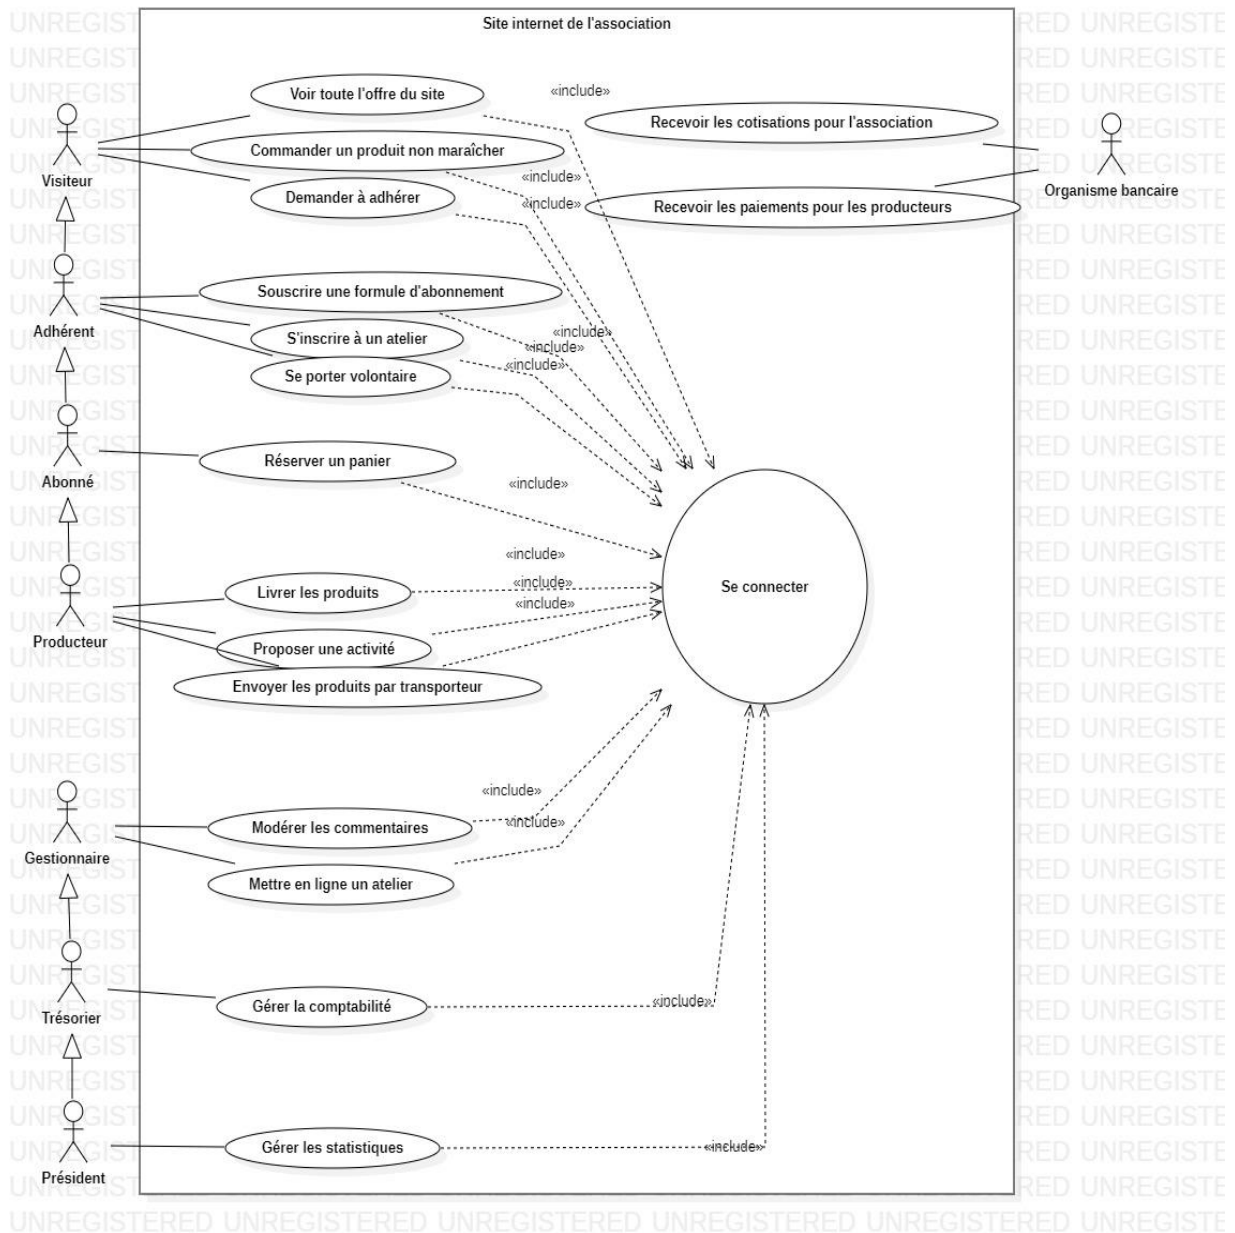 Site internet de l'association
Voir toute l'offre du site
«include»
Recevoir les cotisations pour l'association
Commander un produit non maraîcher
Visiteur
«include»
Organisme bancaire
Demander à adhérer
«include»
Recevoir les paiements pour les producteurs
Souscrire une formule d'abonnement
Adhérent
«include»
S'inscrire à un atelier
«include»
«include»
Se porter volontaire
Réserver un panier
Abonné
«include»
«include»
«include»
Se connecter
Livrer les produits
«include»
Producteur
Proposer une activité
Envoyer les produits par transporteur
«include»
«include»
Modérer les commentaires
Gestionnaire
Mettre en ligne un atelier
«include»
Gérer la comptabilité
Trésorier
«include»
Gérer les statistiques
Président
UNREGISTERED UNREGISTERED UNREGISTERED UNREGISTERED UNREGISTERED UNREGISTE